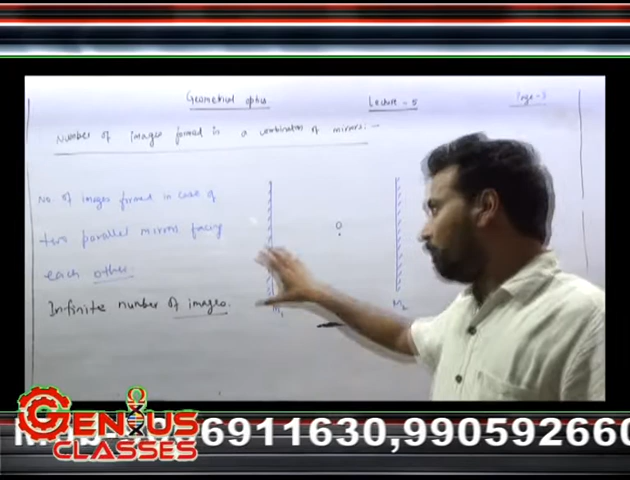 Geometrical optics Lecture - 5 Page - 3
Number of images formed in a combination of mirrors:-
No. of images formed in case of
two parallel mirrors facing
each other.
Infinite number of images.
O
M₁
M₂
6911630,9905592660
GENIUS
CLASSES